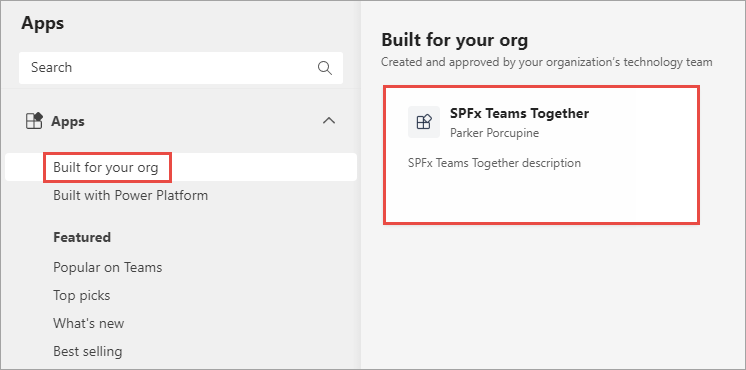 Apps
Search
Apps
Built for your org
Built with Power Platform
Featured
Popular on Teams
Top picks
What's new
Best selling
Built for your org
Created and approved by your organization's technology team
SPFx Teams Together
Parker Porcupine
SPFx Teams Together description